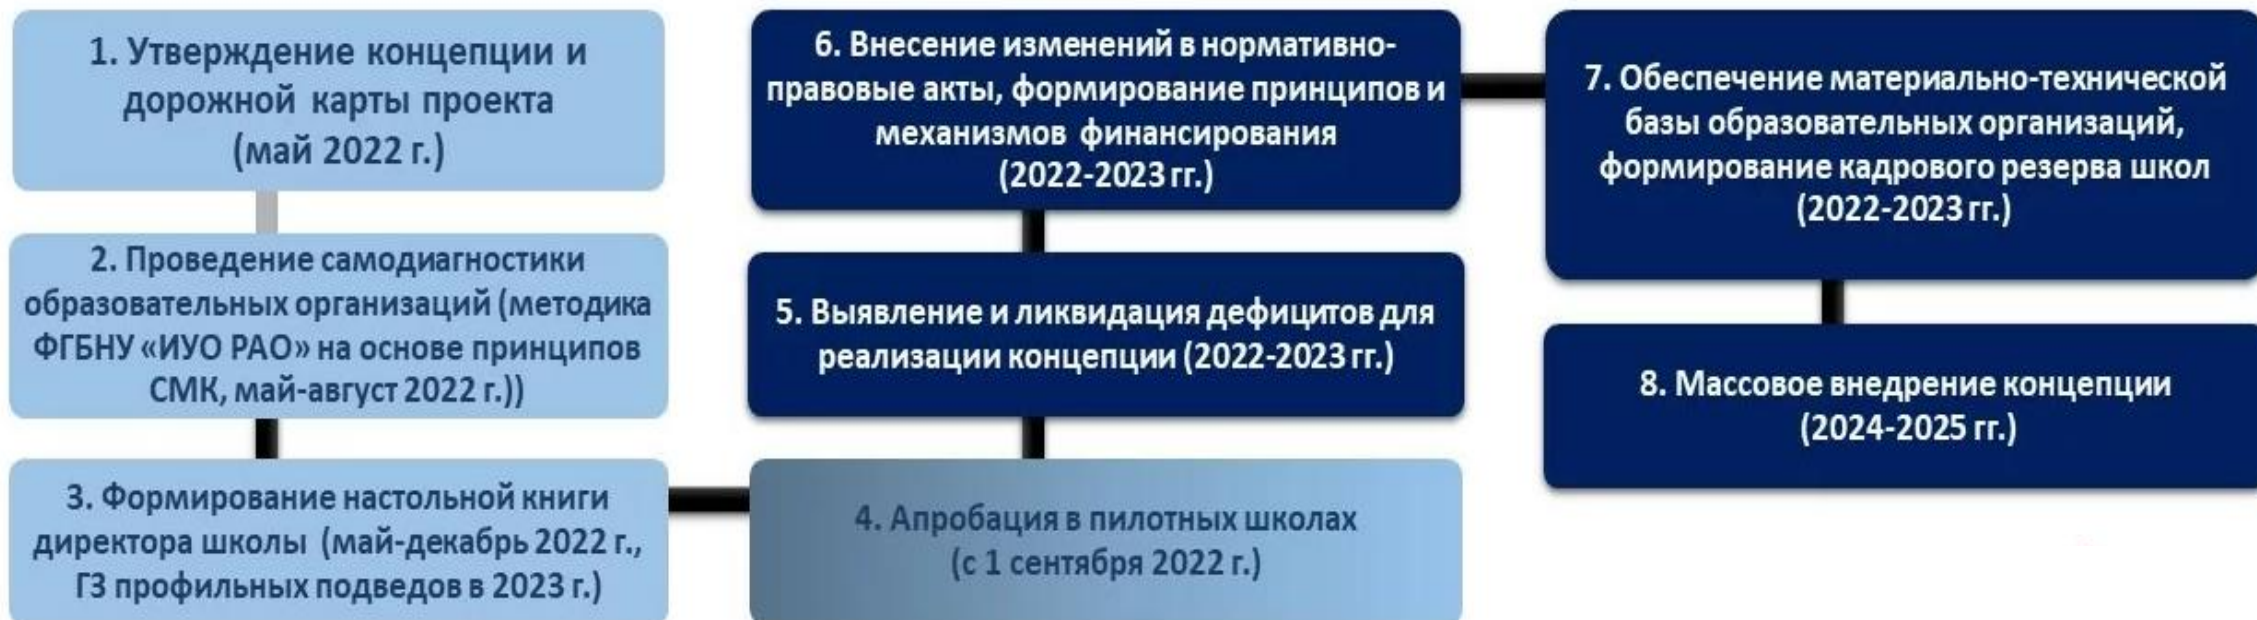 1. Утверждение концепции и
дорожной карты проекта
(май 2022 г.)
2. Проведение самодиагностики
образовательных организаций (методика
ФГБНУ «ИУО РАО» на основе принципов
СМК, май-август 2022 г.))
3. Формирование настольной книги
директора школы (май-декабрь 2022 г.,
ГЗ профильных подведов в 2023 г.)
4. Апробация в пилотных школах
(с 1 сентября 2022 г.)
5. Выявление и ликвидация дефицитов для
реализации концепции (2022-2023 гг.)
6. Внесение изменений в нормативно-
правовые акты, формирование принципов и
механизмов финансирования
(2022-2023 гг.)
7. Обеспечение материально-технической
базы образовательных организаций,
формирование кадрового резерва школ
(2022-2023 гг.)
8. Массовое внедрение концепции
(2024-2025 гг.)